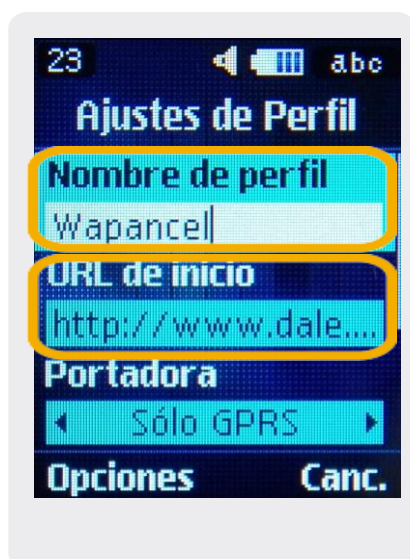 23 abc
Ajustes de Perfil
Nombre de perfil
Wapancel
URL de inicio
http://www.dale....
Portadora
Sólo GPRS
Opciones Canc.